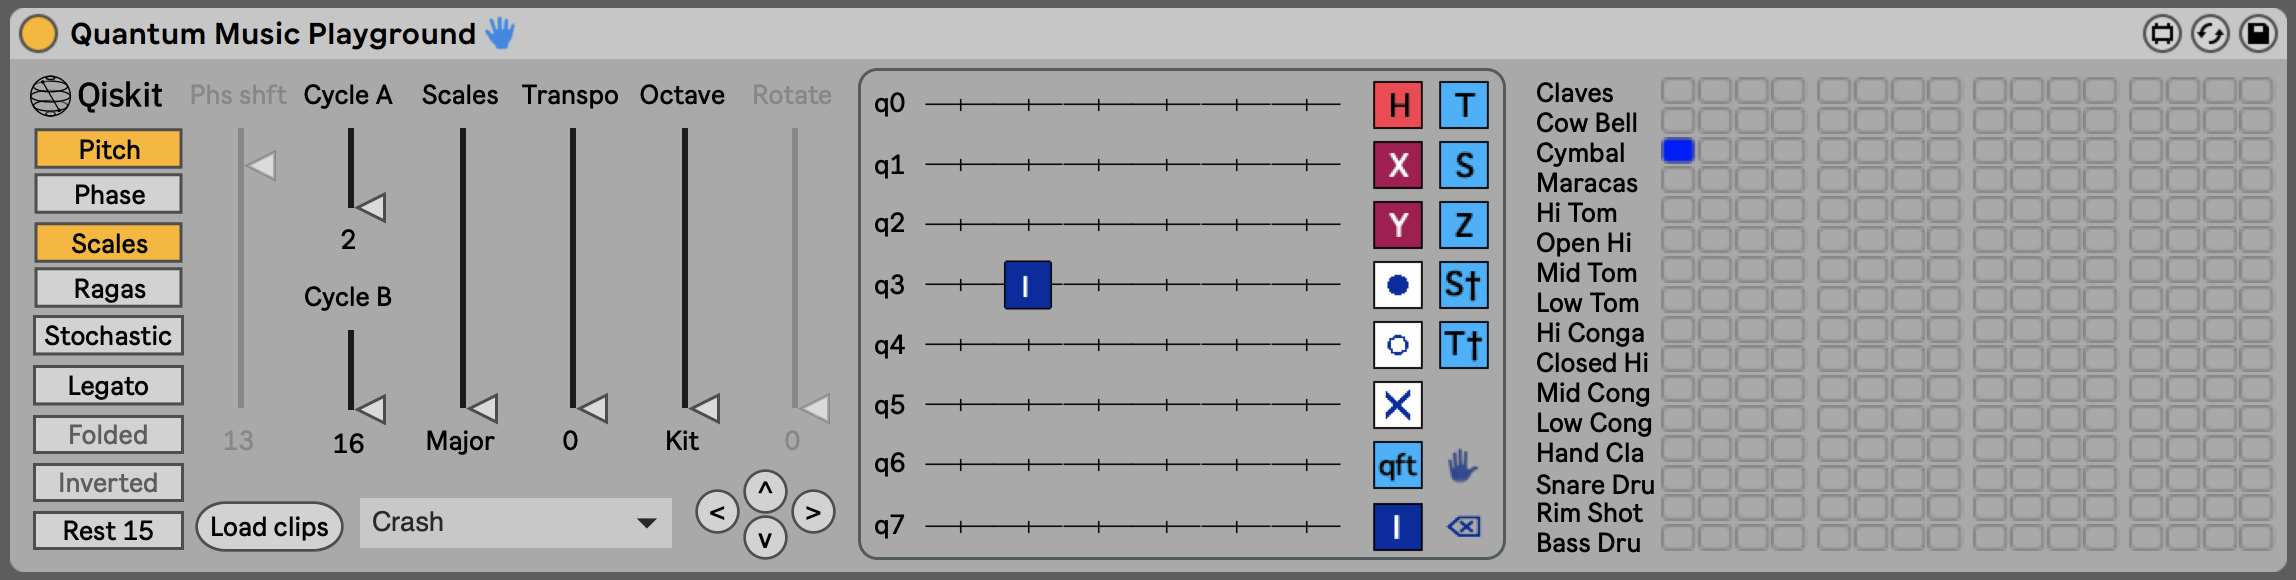 Quantum Music Playground
Qiskit
Phs shft
Cycle A
Scales
Transpo
Octave
Rotate
Pitch
Phase
Scales
Ragas
Stochastic
Legato
Folded
Inverted
Rest 15
2
Cycle B
13
16
Major
0
Kit
0
Load clips
Crash
<
^
v
>
q0
q1
q2
q3
I
q4
q5
q6
q7
H T
X S
Y Z
S†
T†
qft
I
Claves
Cow Bell
Cymbal
Maracas
Hi Tom
Open Hi
Mid Tom
Low Tom
Hi Conga
Closed Hi
Mid Cong
Low Cong
Hand Cla
Snare Dru
Rim Shot
Bass Dru